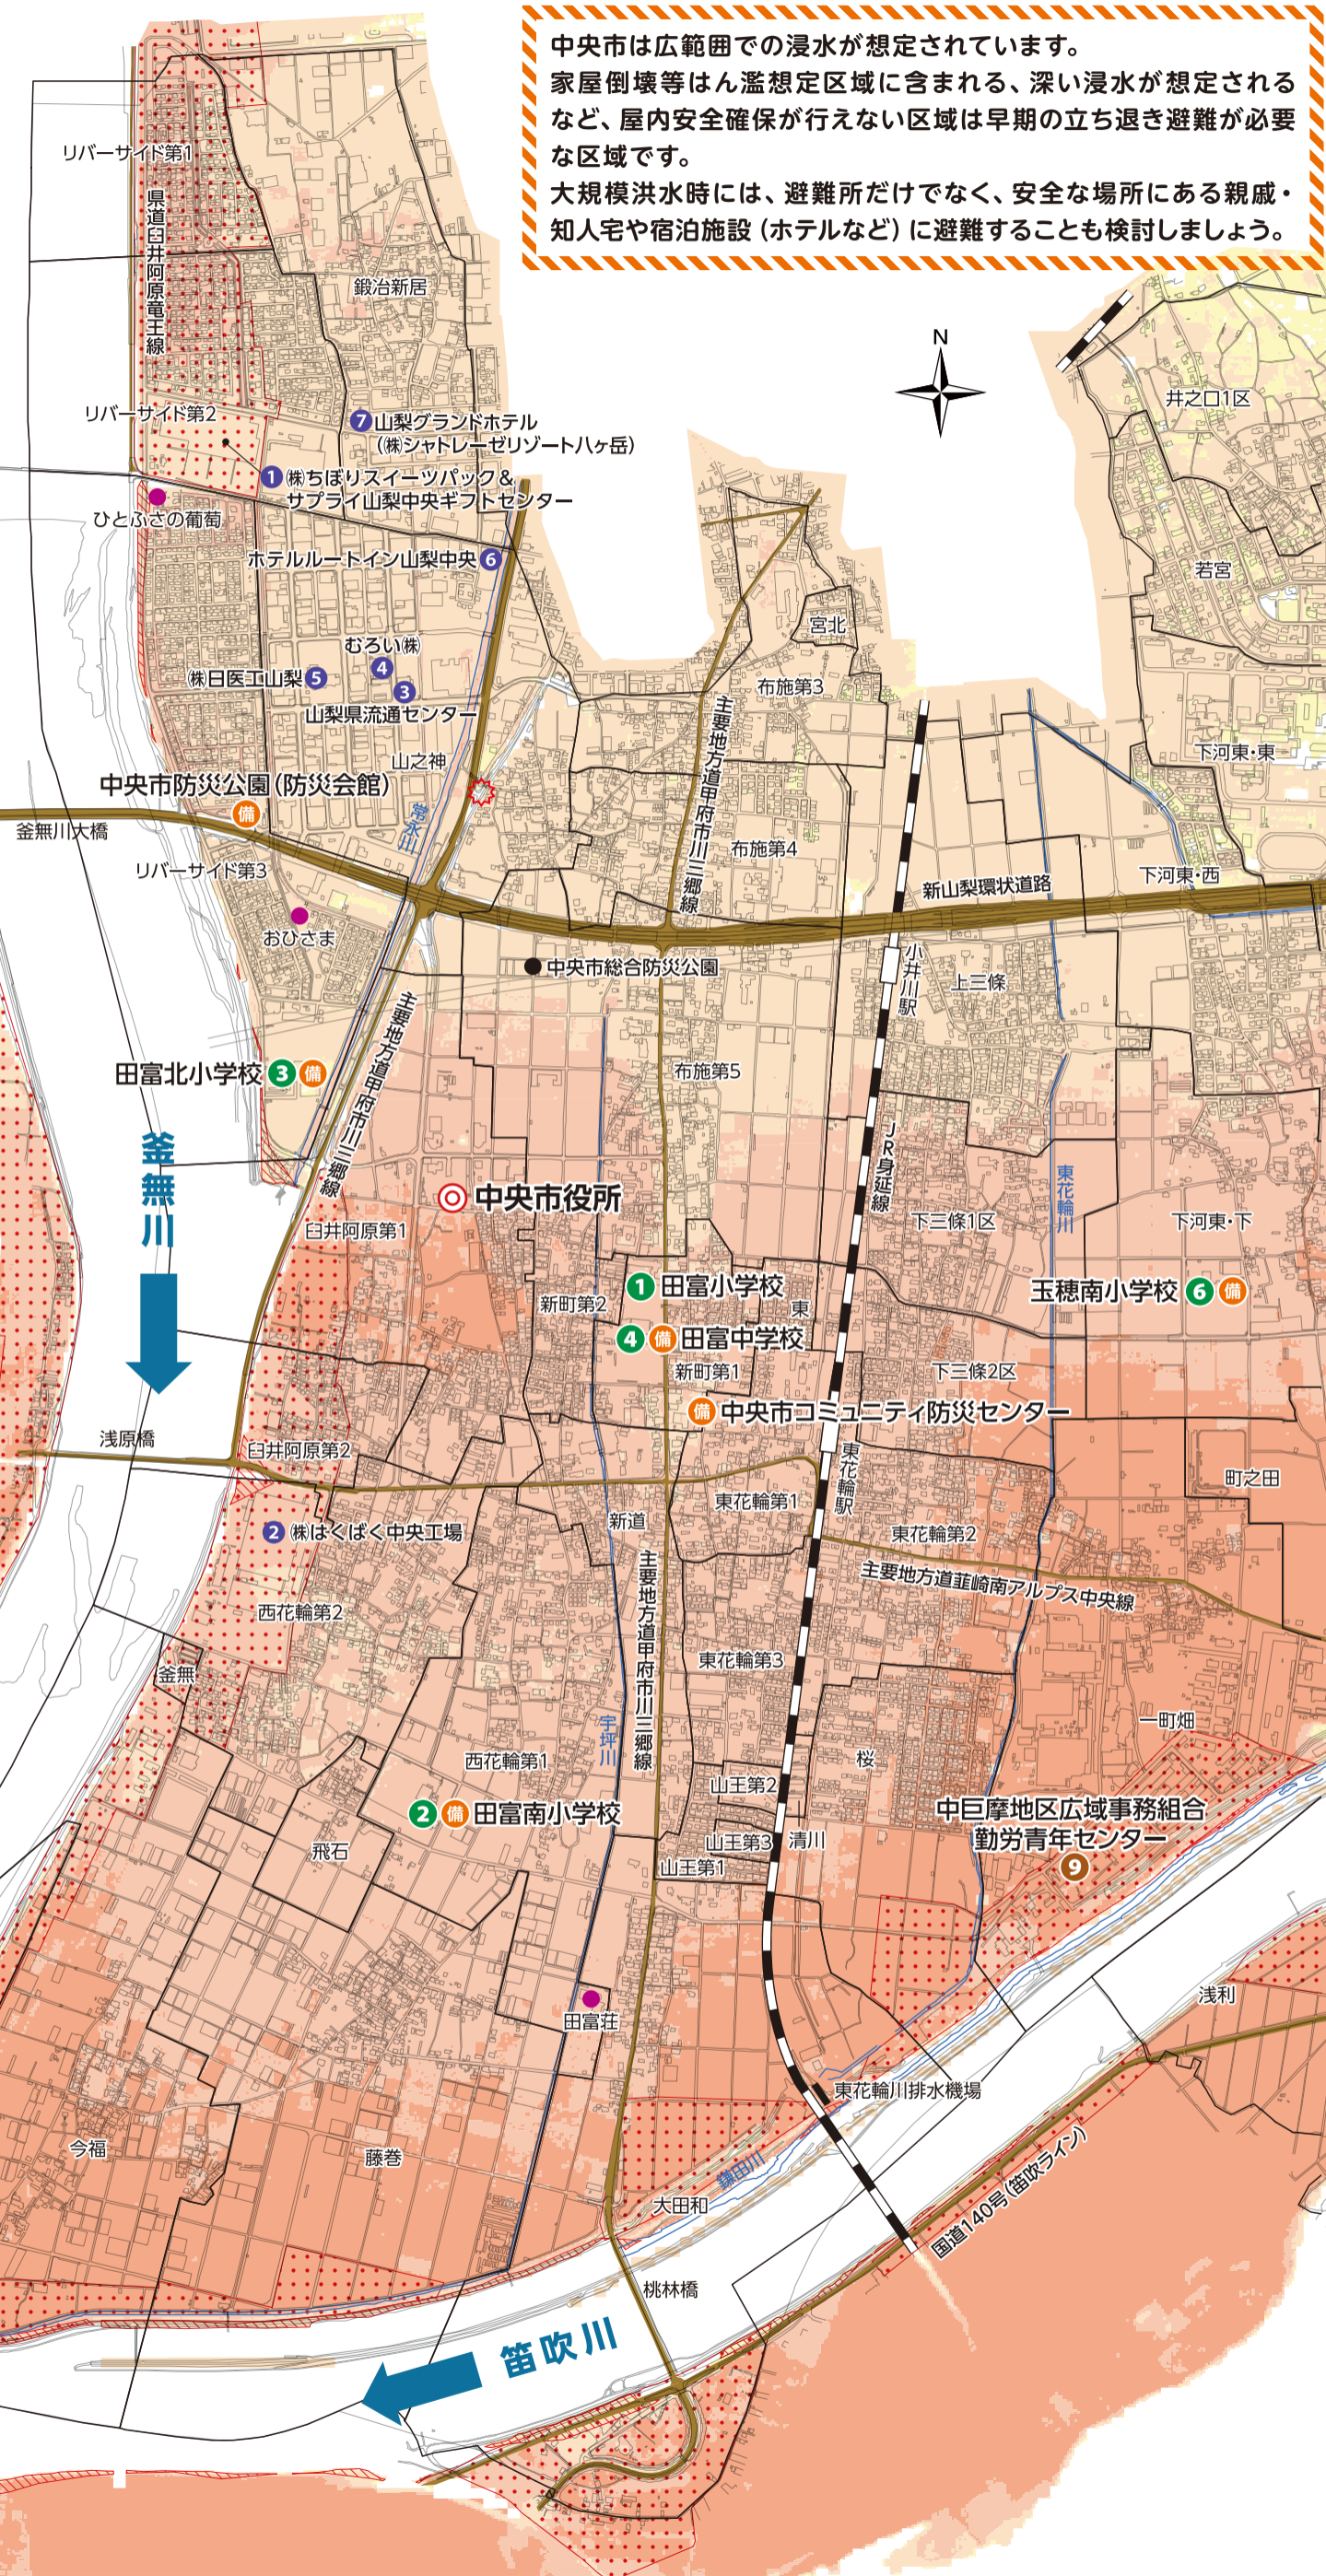 中央市は広範囲での浸水が想定されています。
家屋倒壊等はん濫想定区域に含まれる、深い浸水が想定される
など、屋内安全確保が行えない区域は早期の立ち退き避難が必要
な区域です。
大規模洪水時には、避難所だけでなく、安全な場所にある親戚・
知人宅や宿泊施設（ホテルなど）に避難することも検討しましょう。
N
リバーサイド第1
県道臼井阿原竜王線
鍛冶新居
井之口1区
リバーサイド第2
7 山梨グランドホテル
（㈱シャトレーゼリゾート八ヶ岳）
1 ㈱ちぼりスイーツパック＆
サプライ山梨中央ギフトセンター
ひとふさの葡萄
ホテルルートイン山梨中央 6
若宮
宮北
むろい㈱
4
㈱日医工山梨 5
3
山梨県流通センター
布施第3
主要地方道甲府市川三郷線
下河東・東
山之神
中央市防災公園（防災会館）
備
常永川
釜無川大橋
布施第4
リバーサイド第3
新山梨環状道路
下河東・西
おひさま
中央市総合防災公園
小井川駅
上三條
主要地方道甲府市川三郷線
田富北小学校 3 備
布施第5
釜無川
JR身延線
東花輪川
中央市役所
臼井阿原第1
下三條1区
下河東・下
1 田富小学校
玉穂南小学校 6 備
新町第2
東
4 備 田富中学校
新町第1
下三條2区
備 中央市コミュニティ防災センター
浅原橋
臼井阿原第2
東花輪駅
町之田
東花輪第1
2 ㈱はくばく中央工場
新道
東花輪第2
主要地方道韮崎南アルプス中央線
主要地方道甲府市川三郷線
西花輪第2
東花輪第3
釜無
一町畑
宇坪川
西花輪第1
桜
山王第2
2 備 田富南小学校
中巨摩地区広域事務組合
勤労青年センター
9
飛石
山王第3
清川
山王第1
浅利
田富荘
東花輪川排水機場
今福
藤巻
鎌田川
大田和
国道140号（笛吹ライン）
桃林橋
笛吹川